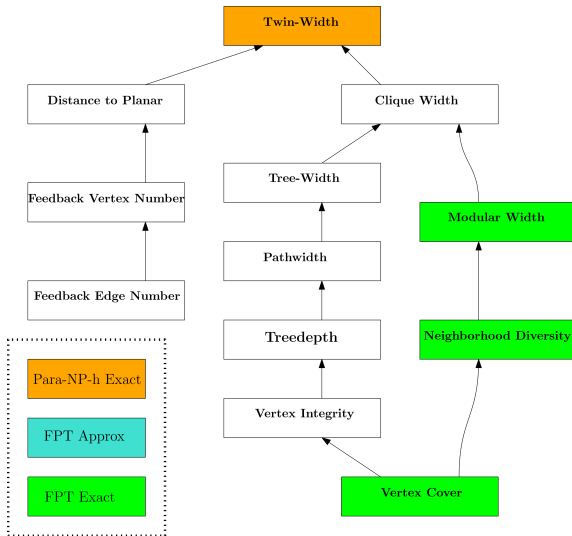 Twin-Width
Distance to Planar
Clique Width
Tree-Width
Feedback Vertex Number
Modular Width
Pathwidth
Feedback Edge Number
Treedepth
Neighborhood Diversity
Para-NP-h Exact
Vertex Integrity
FPT Approx
Vertex Cover
FPT Exact